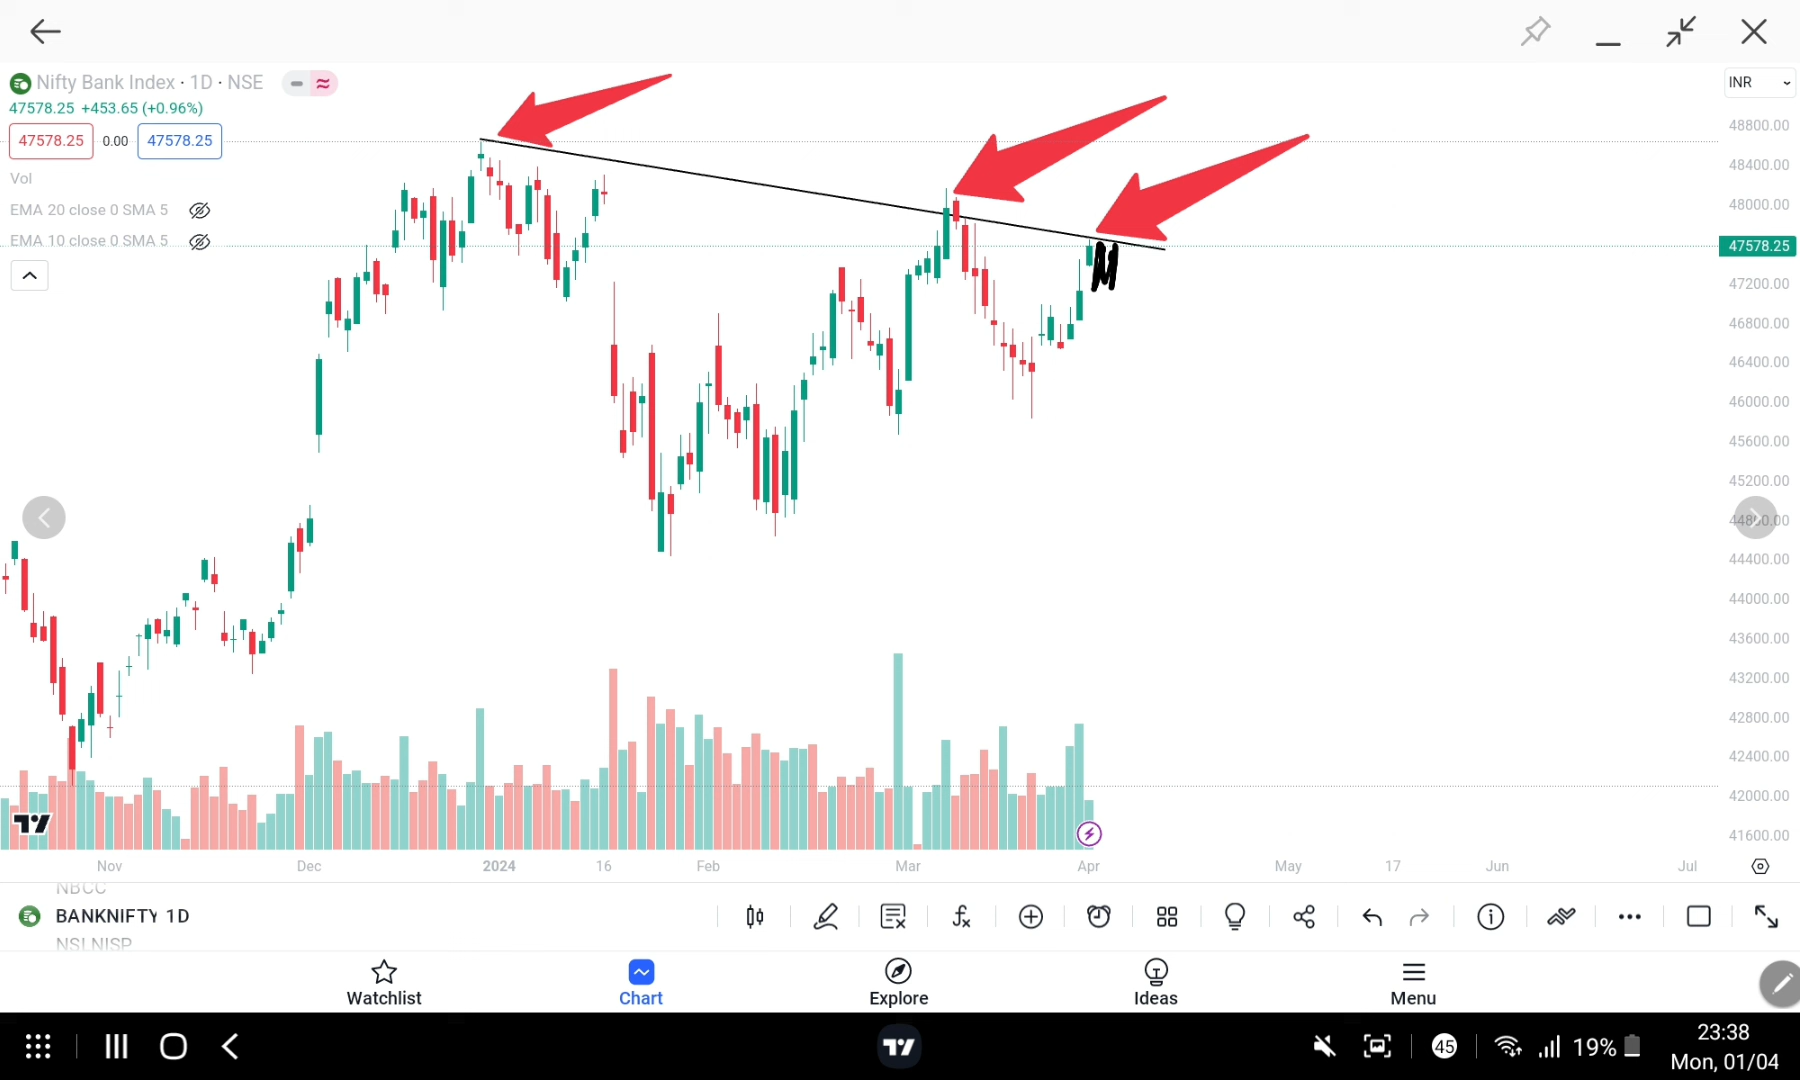 Nifty Bank Index · 1D · NSE
INR
47578.25 +453.65 (+0.96%)
47578.25 0.00 47578.25
Vol
EMA 20 close 0 SMA 5
EMA 10 close 0 SMA 5
48800.00
48400.00
48000.00
47578.25
47200.00
46800.00
46400.00
46000.00
45600.00
45200.00
44800.00
44400.00
44000.00
43600.00
43200.00
42800.00
42400.00
42000.00
41600.00
Nov Dec 2024 16 Feb Mar Apr May 17 Jun Jul
NBCC
BANKNIFTY 1D
Watchlist Chart Explore Ideas Menu
45 19% 23:38
Mon, 01/04